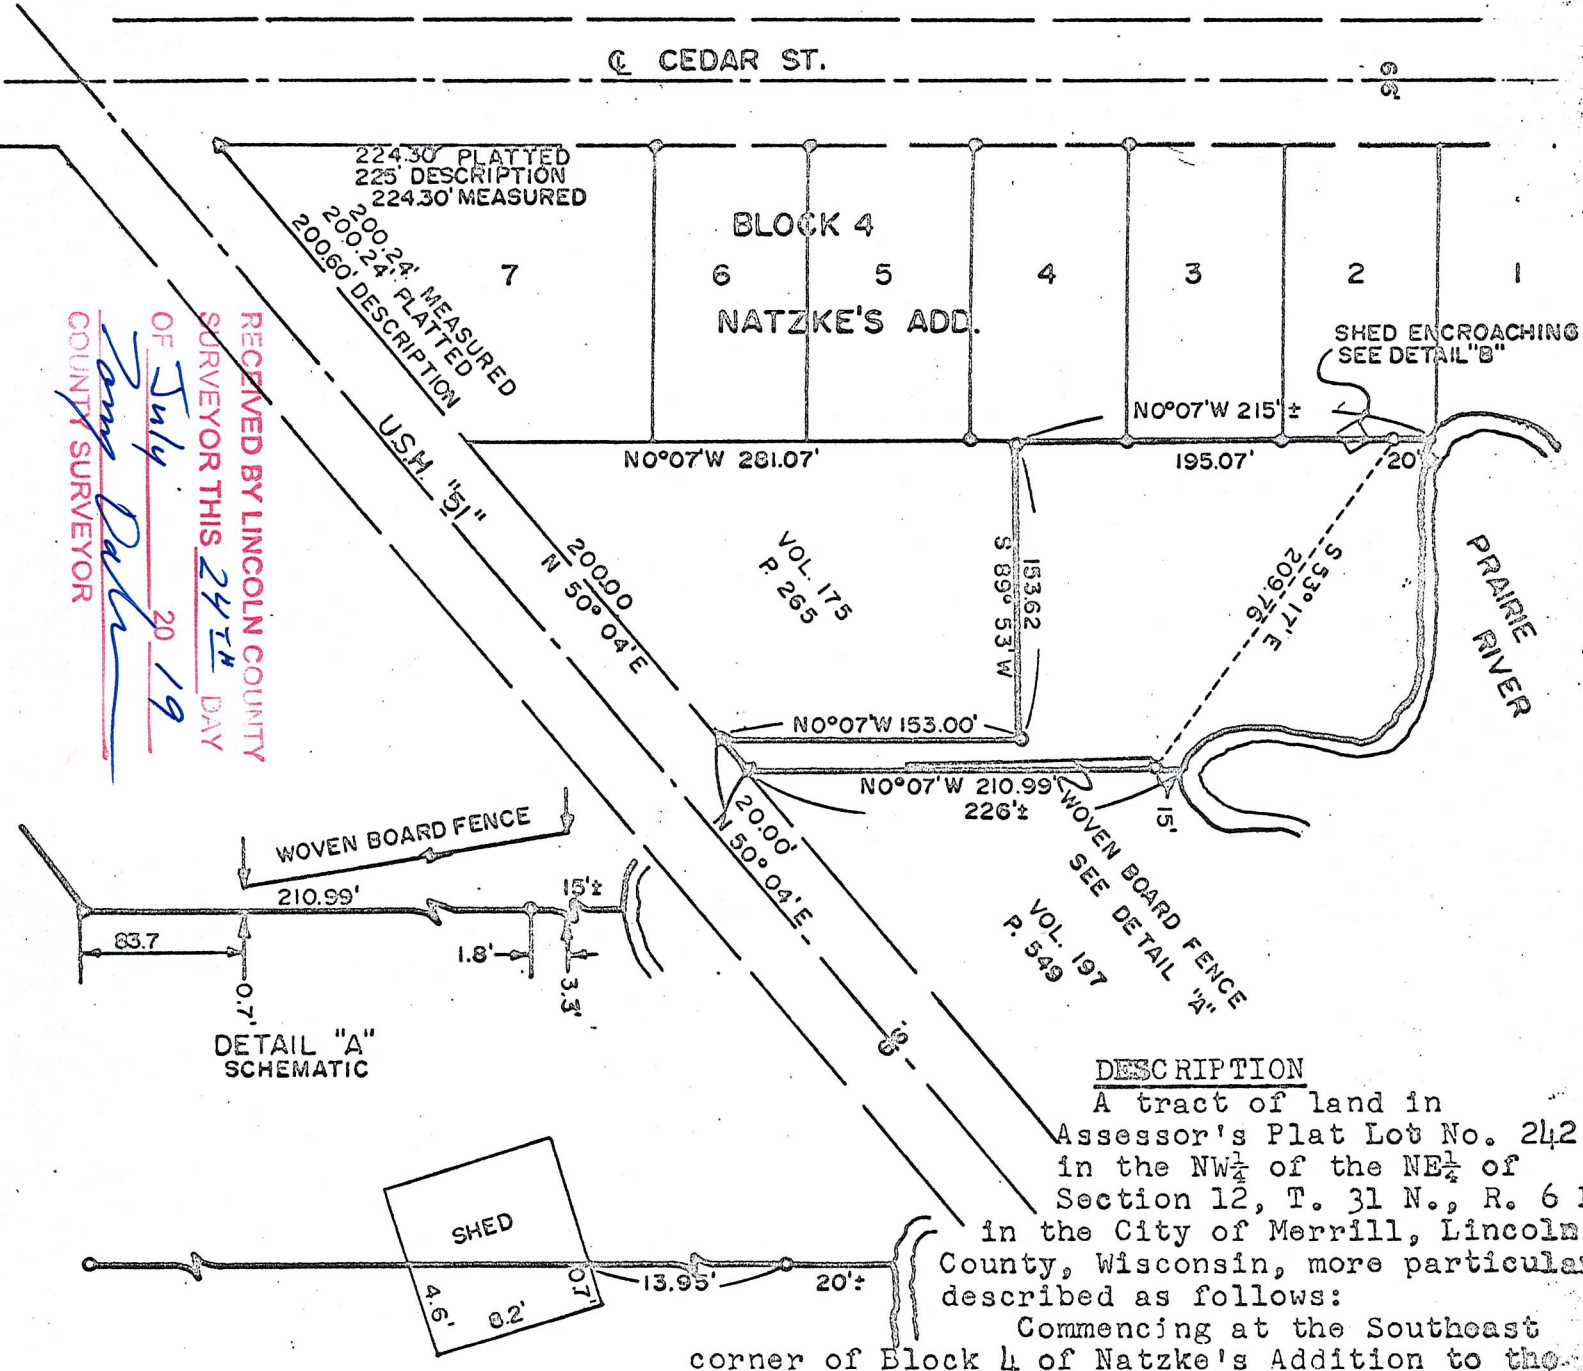 ℄ CEDAR ST.
66'
224.30' PLATTED
225' DESCRIPTION
224.30' MEASURED
200.24' MEASURED
200.24' PLATTED
200.60' DESCRIPTION
BLOCK 4
7
6
5
4
3
2
1
NATZKE'S ADD.
SHED ENCROACHING
SEE DETAIL "B"
N0°07'W 215'±
N0°07'W 281.07'
195.07'
20'
U.S.H. "51"
200.00
N 50° 04'E
VOL. 175
P. 265
153.62
S 89° 53'W
S 53° 17' E
209.76
PRAIRIE
RIVER
N0°07'W 153.00'
N0°07'W 210.99'
226'±
15'
20.00'
N 50° 04'E
WOVEN BOARD FENCE
SEE DETAIL "A"
VOL. 197
P. 549
RECEIVED BY LINCOLN COUNTY
SURVEYOR THIS 24TH DAY
OF July 20 19
COUNTY SURVEYOR
WOVEN BOARD FENCE
210.99'
15'±
83.7
1.8'
0.7'
3.3'
DETAIL "A"
SCHEMATIC
SHED
4.6'
8.2'
0.7'
13.95'
20'±
DESCRIPTION
A tract of land in
Assessor's Plat Lot No. 242
in the NW¼ of the NE¼ of
Section 12, T. 31 N., R. 6
in the City of Merrill, Lincoln
County, Wisconsin, more
described as follows:
Commencing at the Southeast
corner of Block 4 of Natzke's Addition to the